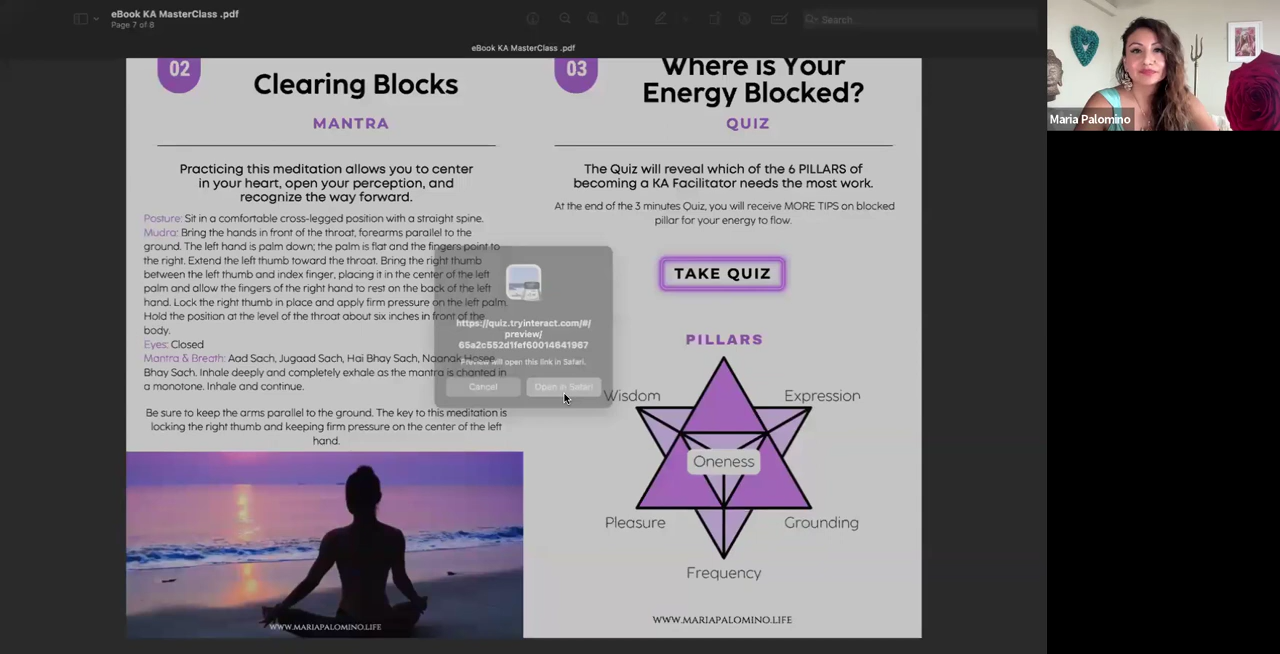 eBook KA MasterClass .pdf
Page 7 of 8
Search
eBook KA MasterClass .pdf
02
Clearing Blocks
MANTRA
Practicing this meditation allows you to center
in your heart, open your perception, and
recognize the way forward.
Posture: Sit in a comfortable cross-legged position with a straight spine.
Mudra: Bring the hands in front of the throat, forearms parallel to the
ground. The left hand is palm down; the palm is flat and the fingers point to
the right. Extend the left thumb toward the throat. Bring the right thumb
between the left thumb and index finger, placing it in the center of the left
palm and allow the fingers of the right hand to rest on the back of the left
hand. Lock the right thumb in place and apply firm pressure on the left palm.
Hold the position at the level of the throat about six inches in front of the
body.
Eyes: Closed
Mantra & Breath: Aad Sach, Jugaad Sach, Hai Bhay Sach, Naanak Hosee
Bhay Sach. Inhale deeply and completely exhale as the mantra is chanted in
a monotone. Inhale and continue.
Be sure to keep the arms parallel to the ground. The key to this meditation is
locking the right thumb and keeping firm pressure on the center of the left
hand.
WWW.MARIAPALOMINO.LIFE
https://quiz.tryinteract.com/#/
preview/
65a2c552d1fef60014641967
Preview will open this link in Safari.
Cancel
Open in Safari
03
Where is Your
Energy Blocked?
QUIZ
The Quiz will reveal which of the 6 PILLARS of
becoming a KA Facilitator needs the most work.
At the end of the 3 minutes Quiz, you will receive MORE TIPS on blocked
pillar for your energy to flow.
TAKE QUIZ
PILLARS
Wisdom
Expression
Oneness
Pleasure
Grounding
Frequency
WWW.MARIAPALOMINO.LIFE
Maria Palomino